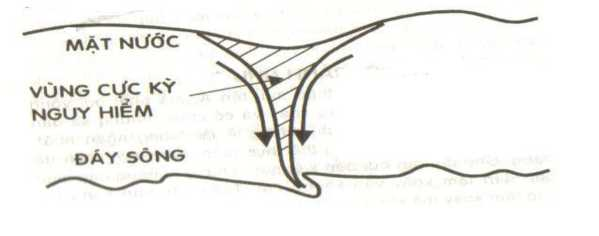 MẶT NƯỚC
VÙNG CỰC KỲ
NGUY HIỂM
ĐÁY SÔNG